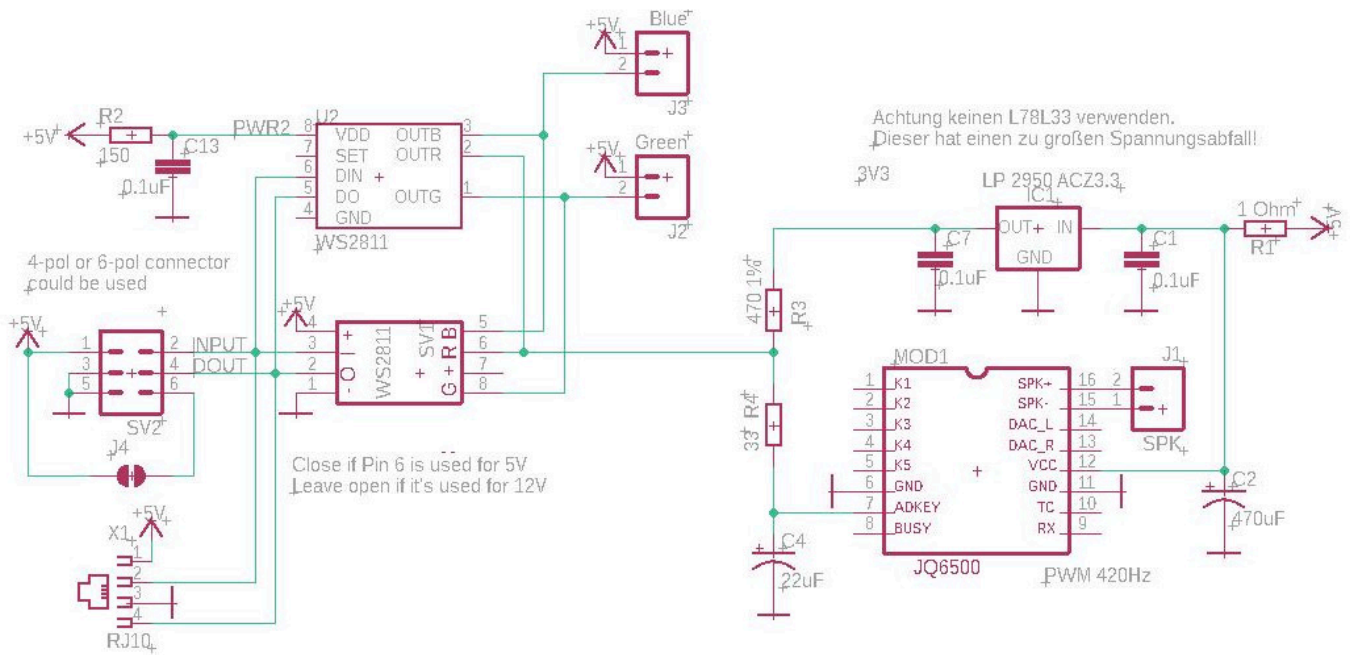 Blue
+5V
1
2
J3
Green
+5V
1
2
J2
+5V
R2
150
C13
0.1uF
PWR2
U2
8 VDD OUTB 3
7 SET OUTR 2
6 DIN
5 DO OUTG 1
4 GND
WS2811
4-pol or 6-pol connector
could be used
+5V
1 2 INPUT
3 4 DOUT
5 6
SV2
J4
+5V
4 + B 5
3 I R 6
2 O + 7
1 - G 8
WS2811
SV1
Close if Pin 6 is used for 5V
Leave open if it's used for 12V
+5V
X1
1
2
3
4
RJ10
Achtung keinen L78L33 verwenden.
Dieser hat einen zu großen Spannungsabfall!
3V3
LP 2950 ACZ3.3
IC1
OUT IN
GND
C7
0.1uF
C1
0.1uF
1 Ohm
R1
+5V
470 1%
R3
33
R4
C4
22uF
MOD1
1 K1 SPK+ 16
2 K2 SPK- 15
3 K3 DAC_L 14
4 K4 DAC_R 13
5 K5 VCC 12
6 GND GND 11
7 ADKEY TC 10
8 BUSY RX 9
JQ6500
PWM 420Hz
J1
2
1
SPK
C2
470uF